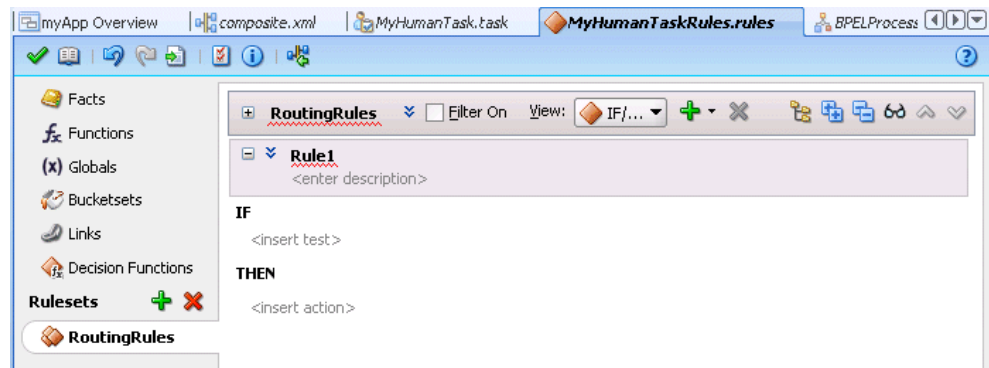 myApp Overview composite.xml MyHumanTask.task MyHumanTaskRules.rules BPELProcess
Facts
Functions
Globals
Bucketsets
Links
Decision Functions
Rulesets
RoutingRules
RoutingRules Filter On View: IF/...
Rule1
<enter description>
IF
<insert test>
THEN
<insert action>